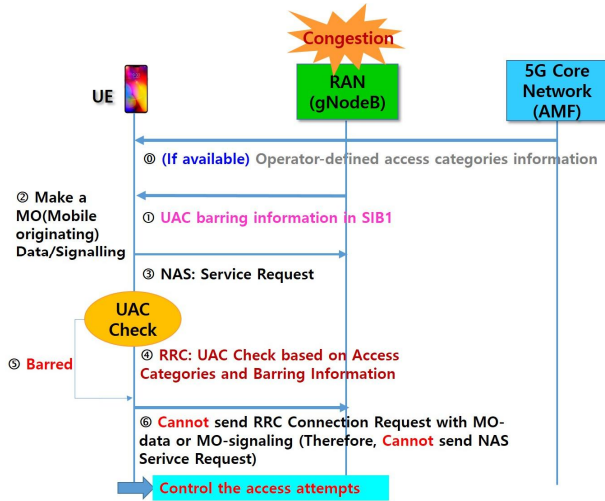 Congestion
UE
RAN
(gNodeB)
5G Core
Network
(AMF)
⓪ (If available) Operator-defined access categories information
② Make a
MO(Mobile
originating)
Data/Signalling
① UAC barring information in SIB1
③ NAS: Service Request
UAC
Check
⑤ Barred
④ RRC: UAC Check based on Access
Categories and Barring Information
⑥ Cannot send RRC Connection Request with MO-
data or MO-signaling (Therefore, Cannot send NAS
Serivce Request)
Control the access attempts